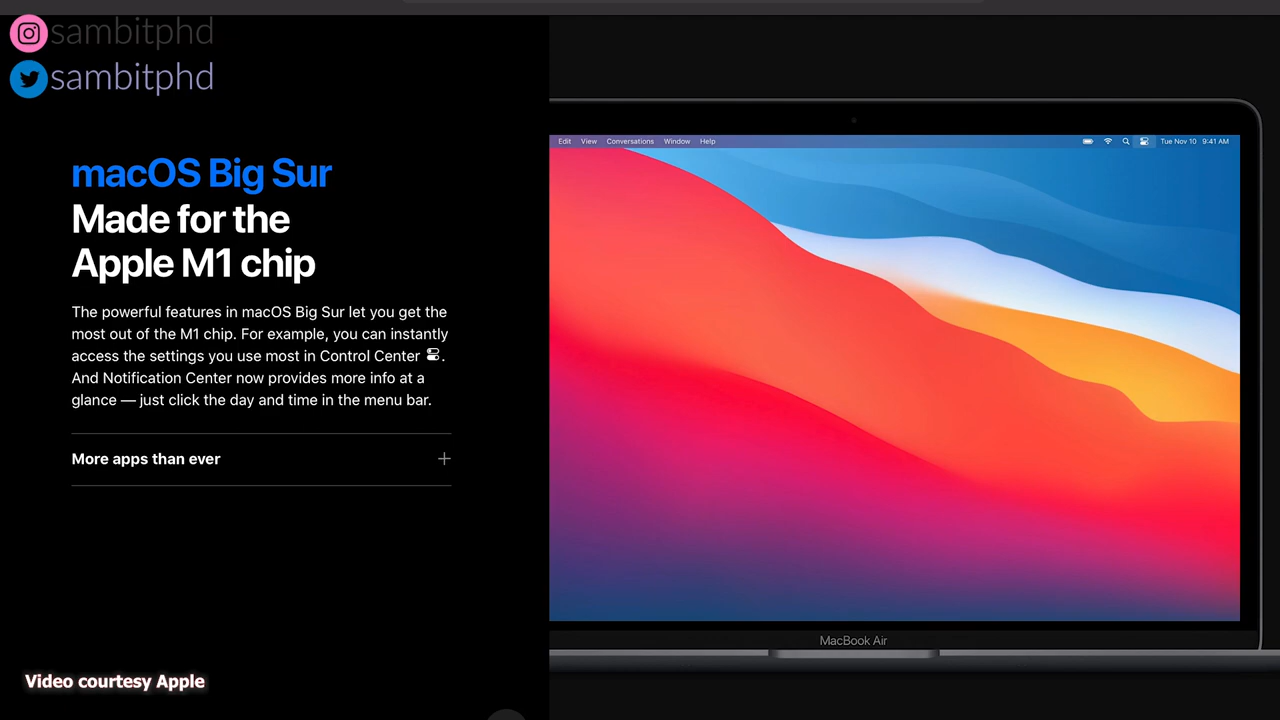 sambitphd
sambitphd
macOS Big Sur
Made for the
Apple M1 chip
The powerful features in macOS Big Sur let you get the
most out of the M1 chip. For example, you can instantly
access the settings you use most in Control Center.
And Notification Center now provides more info at a
glance — just click the day and time in the menu bar.
More apps than ever
Edit View Conversations Window Help Tue Nov 10 9:41 AM
MacBook Air
Video courtesy Apple